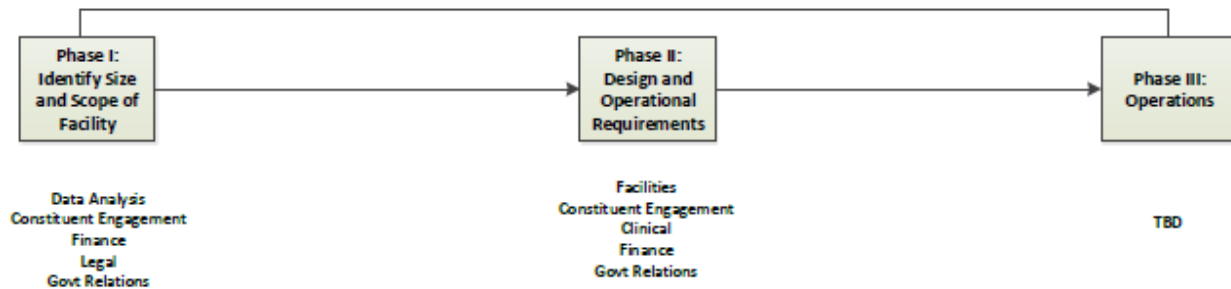 Phase I:
Identify Size
and Scope of
Facility
Phase II:
Design and
Operational
Requirements
Phase III:
Operations
Data Analysis
Constituent Engagement
Finance
Legal
Govt Relations
Facilities
Constituent Engagement
Clinical
Finance
Govt Relations
TBD